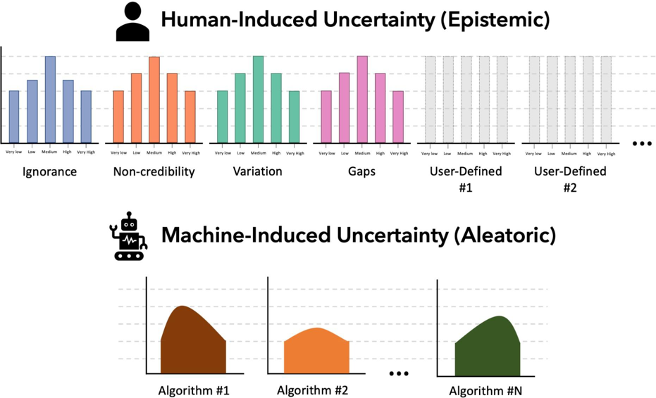 Human-Induced Uncertainty (Epistemic)
Very low Low Medium High Very High
Very low Low Medium High Very High
Very low Low Medium High Very High
Very low Low Medium High Very High
Very low Low Medium High Very High
Very low Low Medium High Very High
Ignorance
Non-credibility
Variation
Gaps
User-Defined
#1
User-Defined
#2
...
Machine-Induced Uncertainty (Aleatoric)
...
Algorithm #1
Algorithm #2
Algorithm #N